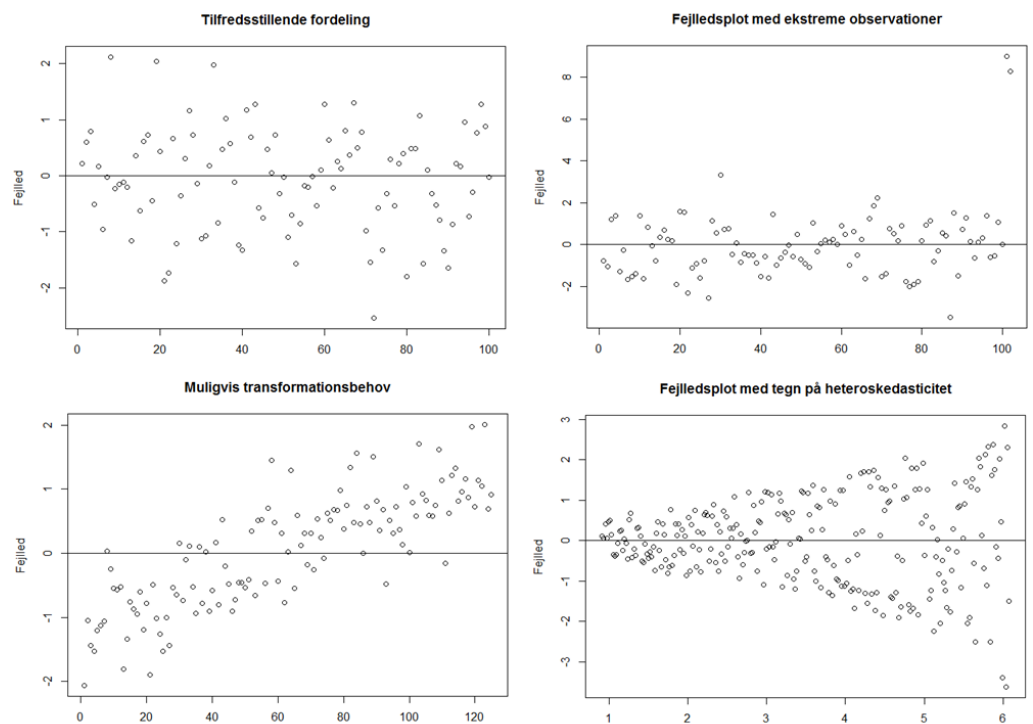 Tilfredsstillende fordeling
Fejlled
2
1
0
-1
-2
0 20 40 60 80 100
Fejlledsplot med ekstreme observationer
Fejlled
8
6
4
2
0
-2
0 20 40 60 80 100
Muligvis transformationsbehov
Fejlled
2
1
0
-1
-2
0 20 40 60 80 100 120
Fejlledsplot med tegn på heteroskedasticitet
Fejlled
3
2
1
0
-1
-2
-3
1 2 3 4 5 6